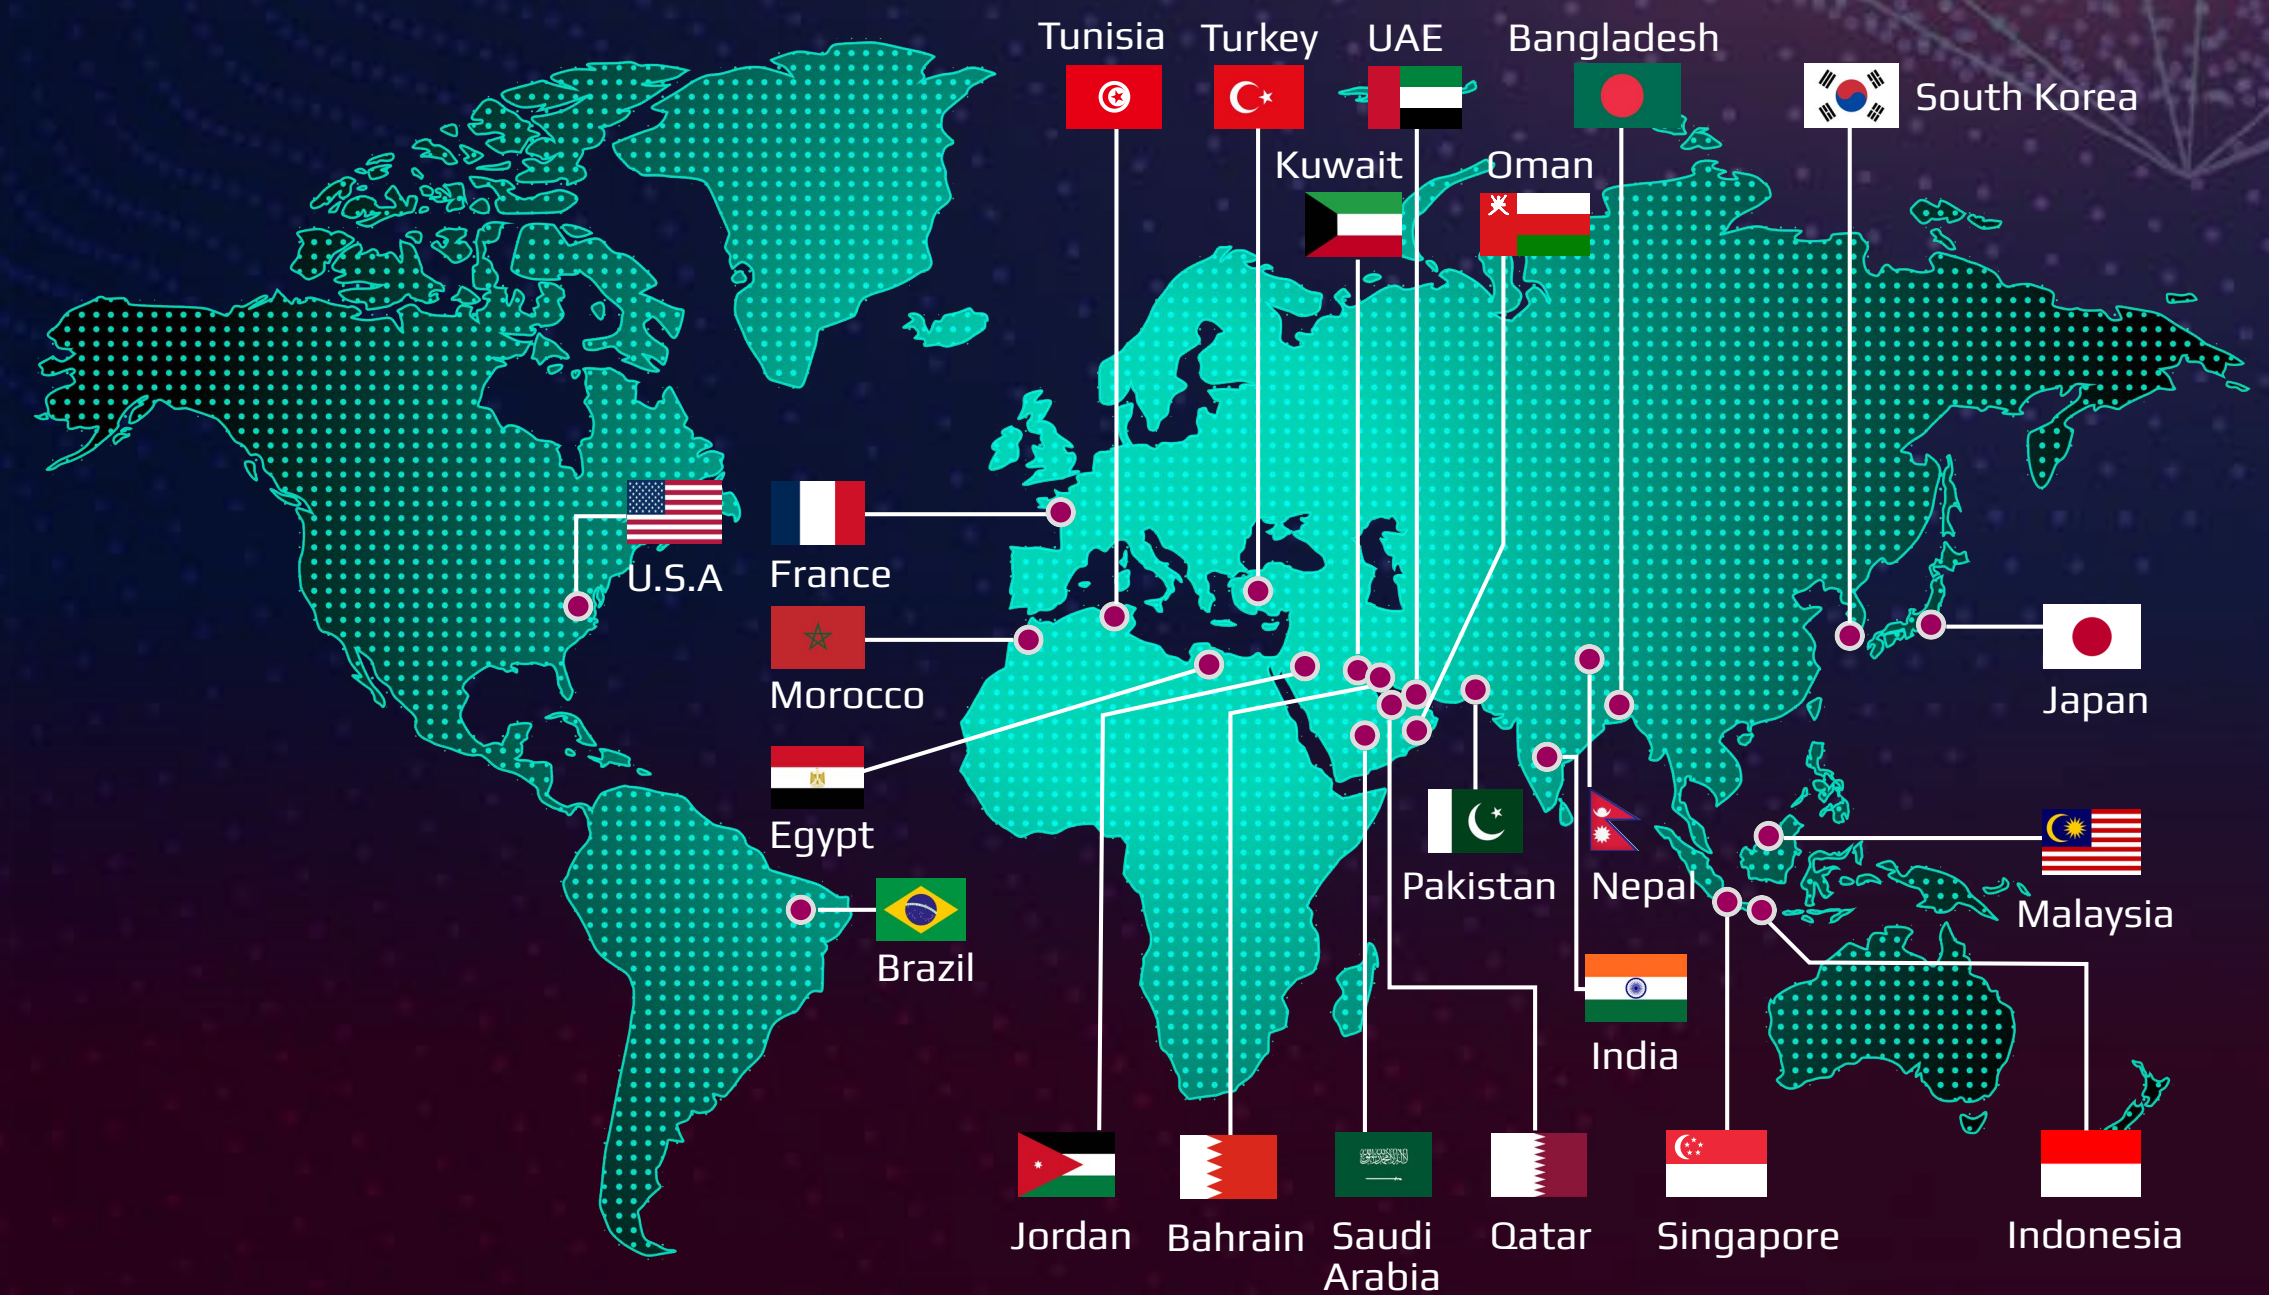 Tunisia
Turkey
UAE
Bangladesh
South Korea
Kuwait
Oman
U.S.A
France
Morocco
Japan
Egypt
Pakistan
Nepal
Malaysia
Brazil
India
Jordan
Bahrain
Saudi
Arabia
Qatar
Singapore
Indonesia